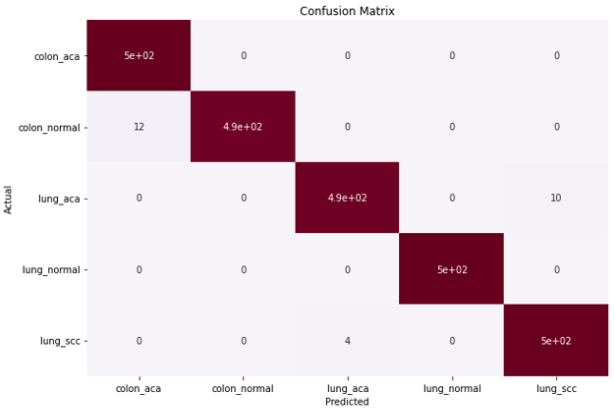 Confusion Matrix
colon_aca 5e+02 0 0 0 0
colon_normal 12 4.9e+02 0 0 0
lung_aca 0 0 4.9e+02 0 10
lung_normal 0 0 0 5e+02 0
lung_scc 0 0 4 0 5e+02
colon_aca colon_normal lung_aca lung_normal lung_scc
Predicted
Actual